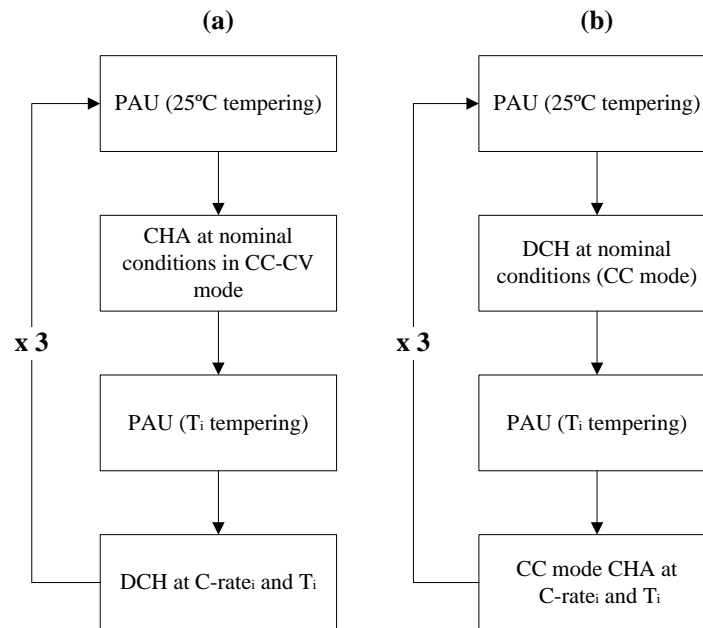 (a)
PAU (25ºC tempering)
CHA at nominal
conditions in CC-CV
mode
x 3
PAU (Ti tempering)
DCH at C-ratei and Ti
(b)
PAU (25ºC tempering)
DCH at nominal
conditions (CC mode)
x 3
PAU (Ti tempering)
CC mode CHA at
C-ratei and Ti